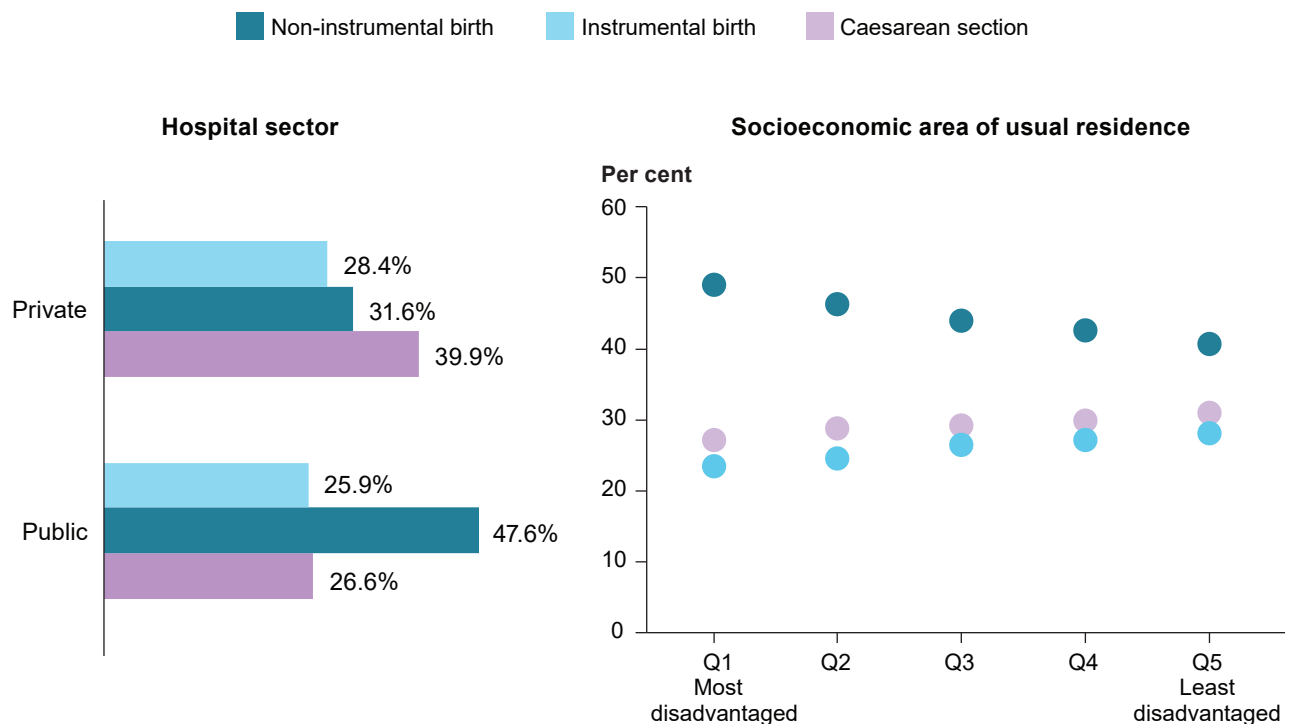 Non-instrumental birth Instrumental birth Caesarean section
Hospital sector
Private
28.4%
31.6%
39.9%
Public
25.9%
47.6%
26.6%
Socioeconomic area of usual residence
Per cent
60
50
40
30
20
10
0
Q1 Q2 Q3 Q4 Q5
Most Least
disadvantaged disadvantaged